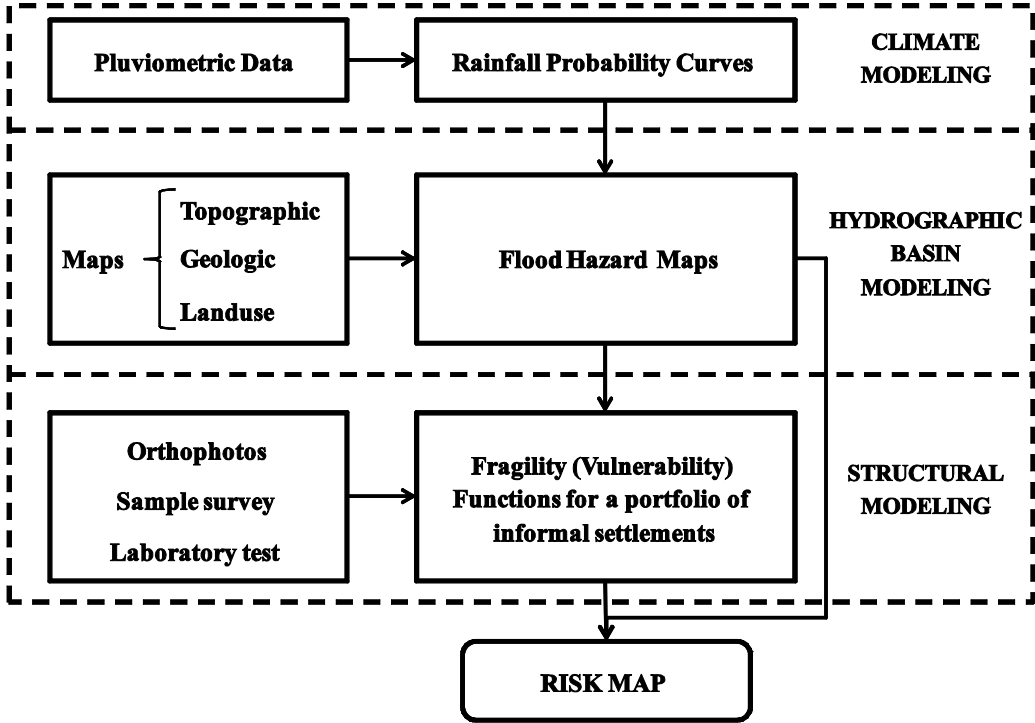 Pluviometric Data
Rainfall Probability Curves
CLIMATE
MODELING
Maps
Topographic
Geologic
Landuse
Flood Hazard Maps
HYDROGRAPHIC
BASIN
MODELING
Orthophotos
Sample survey
Laboratory test
Fragility (Vulnerability)
Functions for a portfolio of
informal settlements
STRUCTURAL
MODELING
RISK MAP